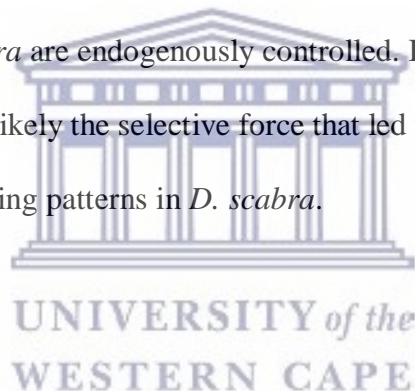 ra are endogenously controlled. I
ikely the selective force that led
ing patterns in D. scabra.
UNIVERSITY of the
WESTERN CAPE